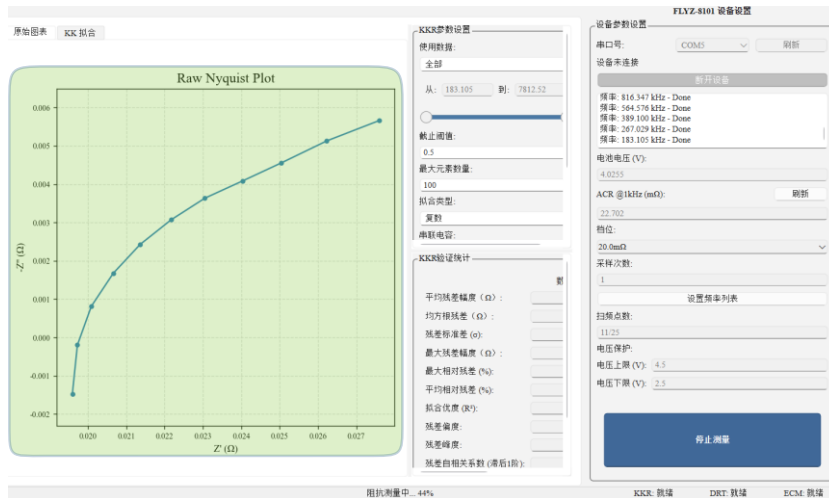 FLYZ-8101 设备设置
原始图表
KK 拟合
Raw Nyquist Plot
0.006
0.005
0.004
0.003
0.002
0.001
0.000
-0.001
-0.002
-Z'' (Ω)
0.020
0.021
0.022
0.023
0.024
0.025
0.026
0.027
Z' (Ω)
KKR参数设置
使用数据:
全部
从: 183.105 到: 7812.52
截止阈值:
0.5
最大元素数量:
100
拟合类型:
复数
串联电容:
KKR验证统计
平均残差幅度 (Ω) :
均方根残差 (Ω) :
残差标准差 (σ):
最大残差幅度 (Ω) :
最大相对残差 (%):
平均相对残差 (%):
拟合优度 (R²):
残差偏度:
残差峰度:
残差自相关系数 (滞后1阶):
设备参数设置
串口号: COM5 刷新
设备未连接
断开设备
频率: 816.347 kHz - Done
频率: 564.576 kHz - Done
频率: 389.100 kHz - Done
频率: 267.029 kHz - Done
频率: 183.105 kHz - Done
电池电压 (V):
4.0255
ACR @1kHz (mΩ): 刷新
22.702
档位:
20.0mΩ
采样次数:
1
设置频率列表
扫频点数:
11/25
电压保护:
电压上限 (V): 4.5
电压下限 (V): 2.5
停止测量
阻抗测量中... 44%
KKR: 就绪 DRT: 就绪 ECM: 就绪